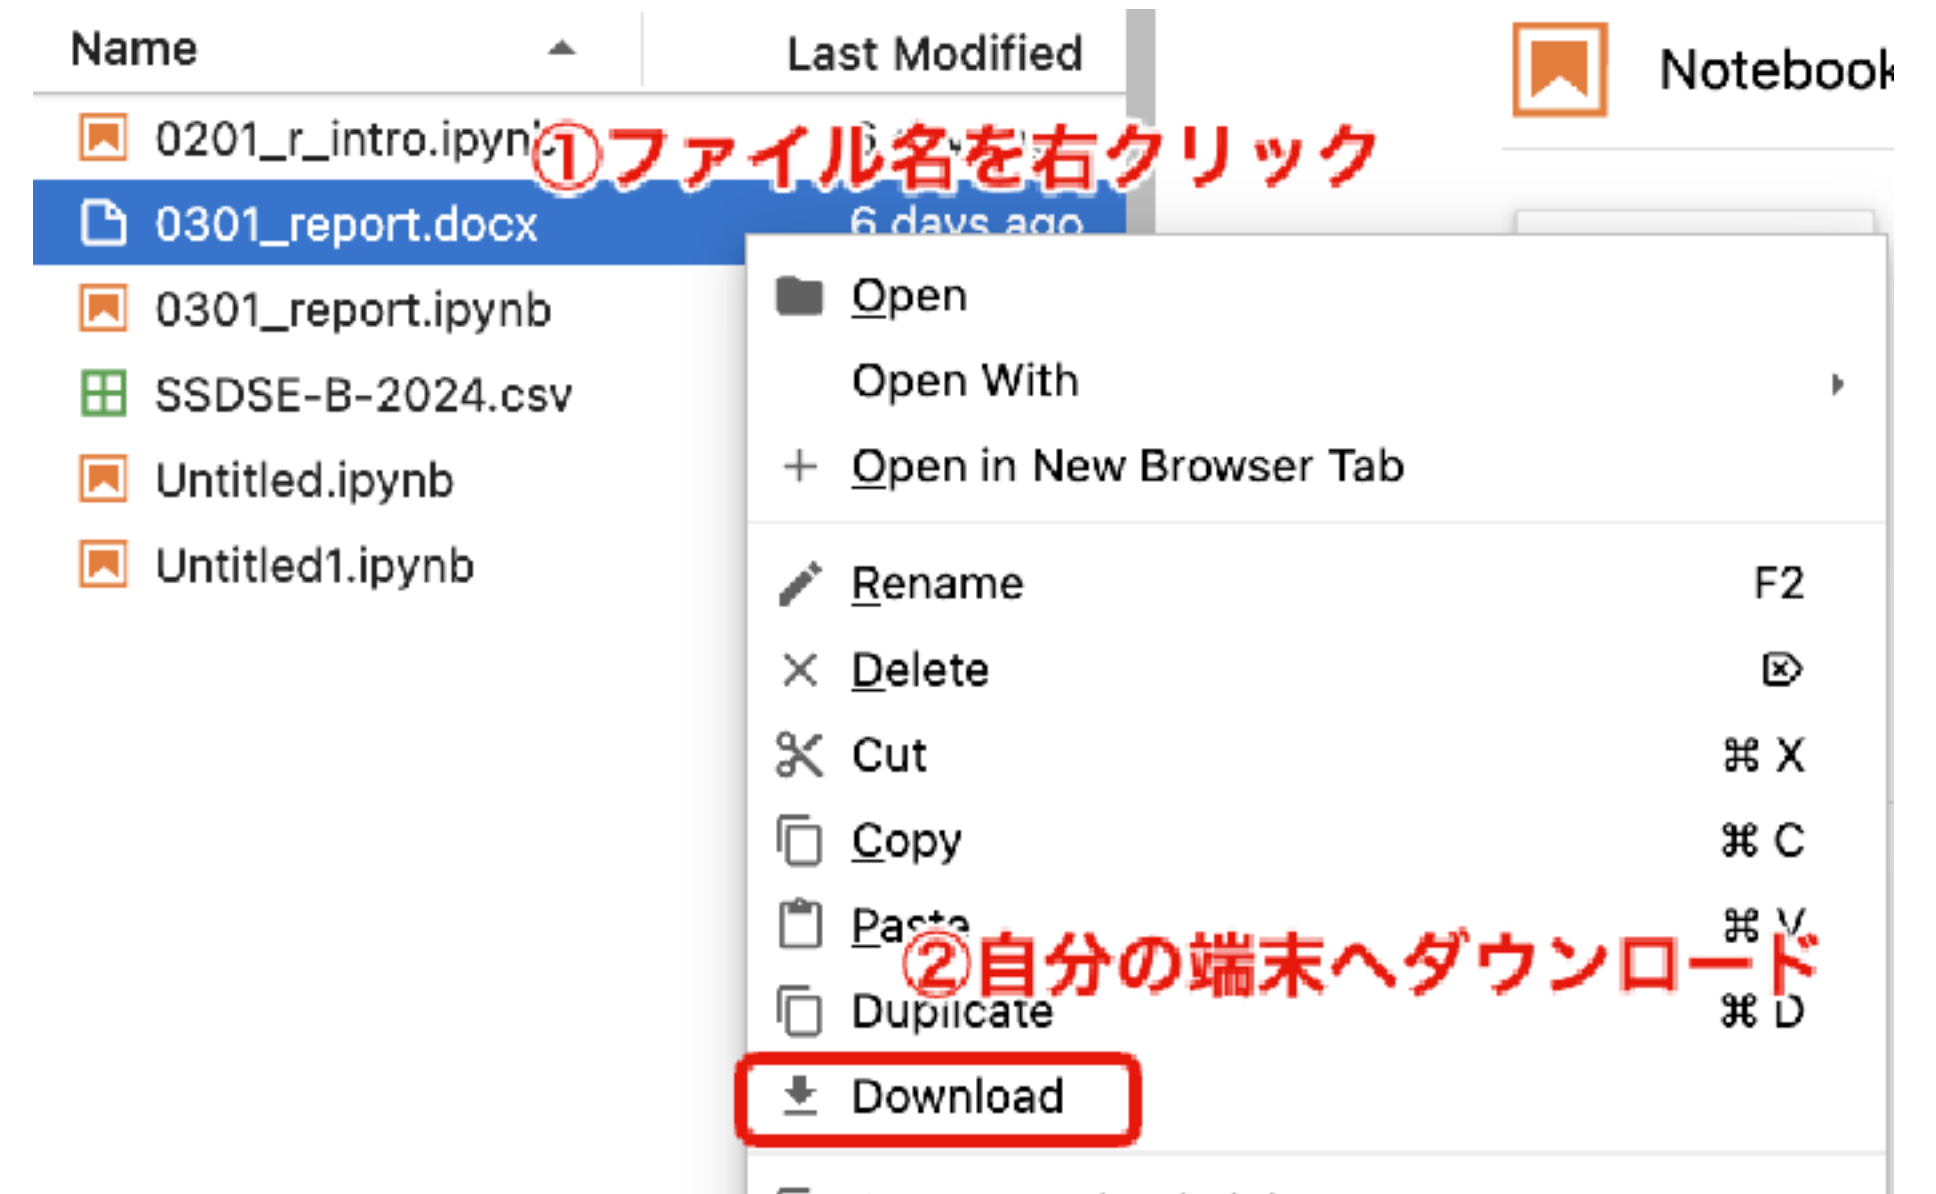 Name
Last Modified
Notebook
0201_r_intro.ipynb
①ファイル名を右クリック
0301_report.docx
6 days ago
0301_report.ipynb
SSDSE-B-2024.csv
Untitled.ipynb
Untitled1.ipynb
Open
Open With
Open in New Browser Tab
Rename F2
Delete
Cut ⌘ X
Copy ⌘ C
Paste ⌘ V
②自分の端末へダウンロード
Duplicate ⌘ D
Download